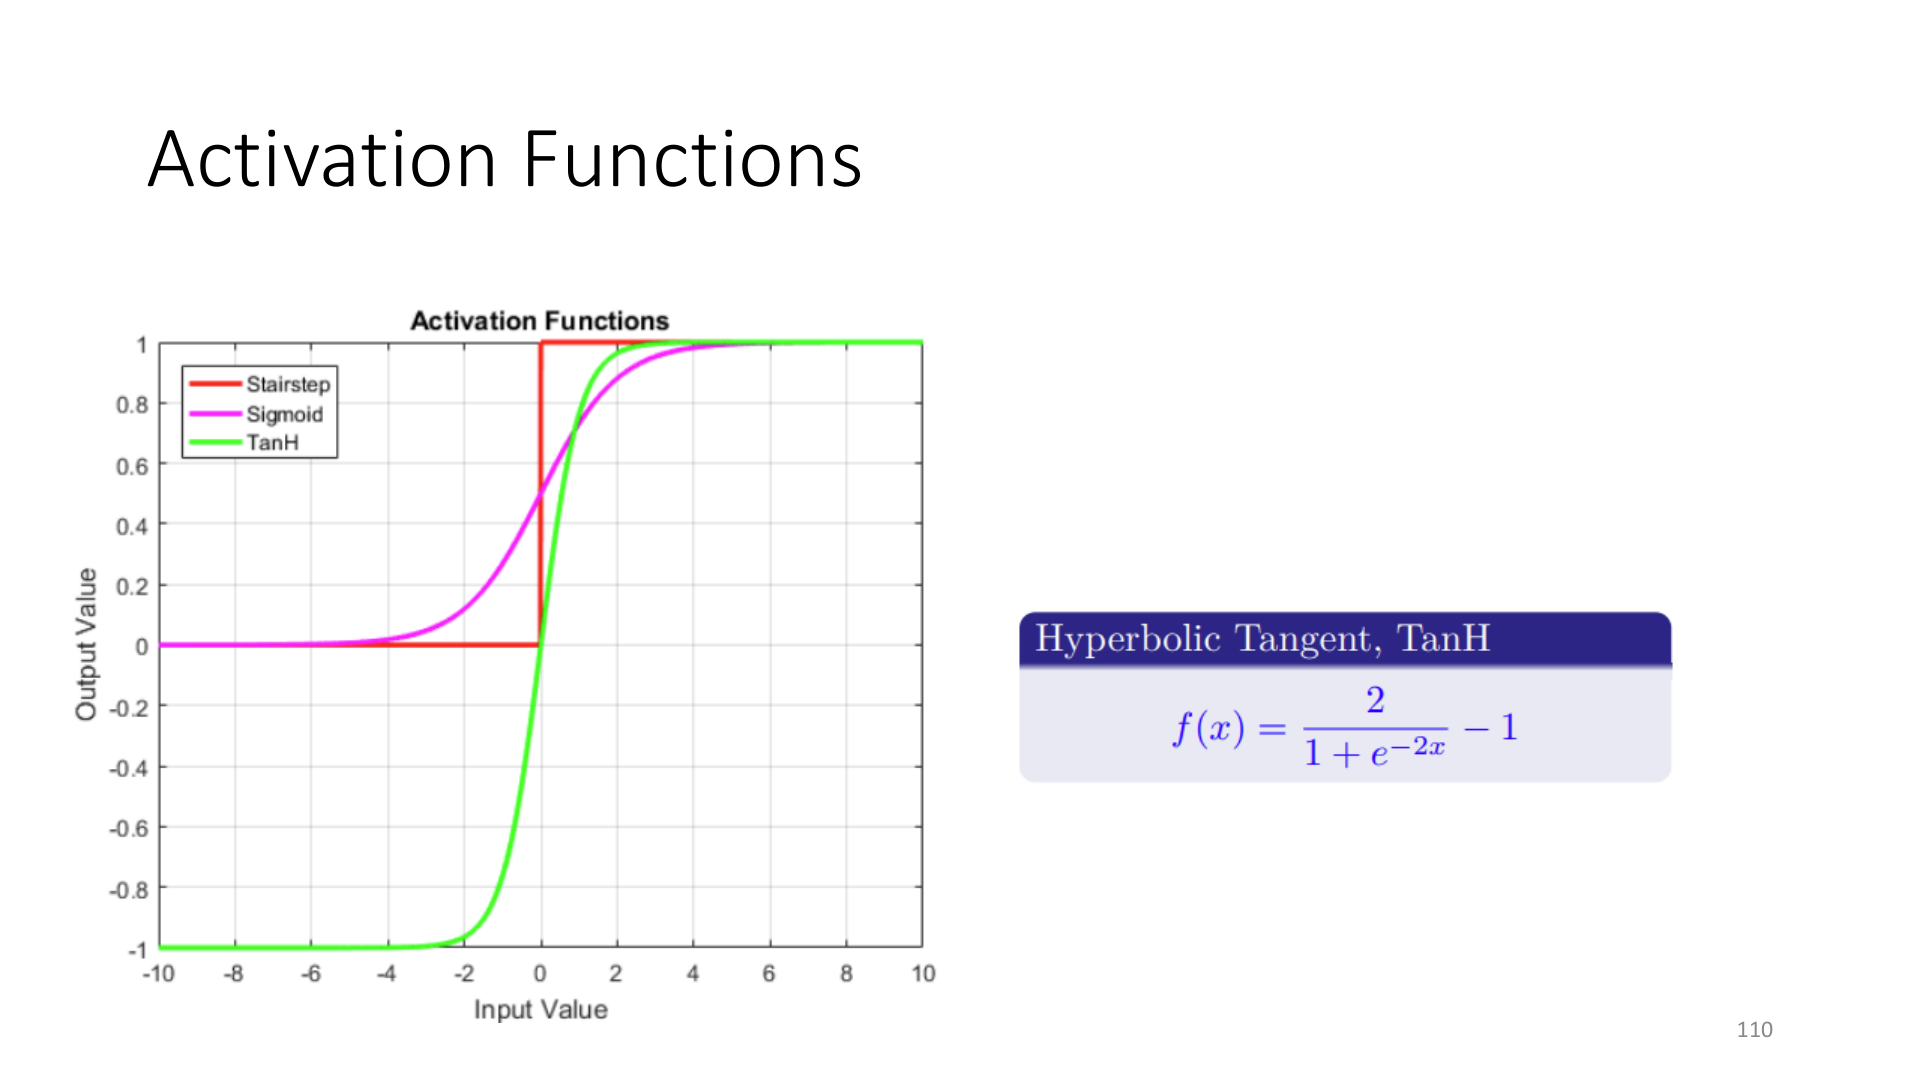 Activation Functions
Activation Functions
Stairstep
Sigmoid
TanH
1
0.8
0.6
0.4
0.2
0
-0.2
-0.4
-0.6
-0.8
-1
Output Value
-10 -8 -6 -4 -2 0 2 4 6 8 10
Input Value
Hyperbolic Tangent, TanH
f(x) = \frac{2}{1 + e^{-2x}} - 1
110